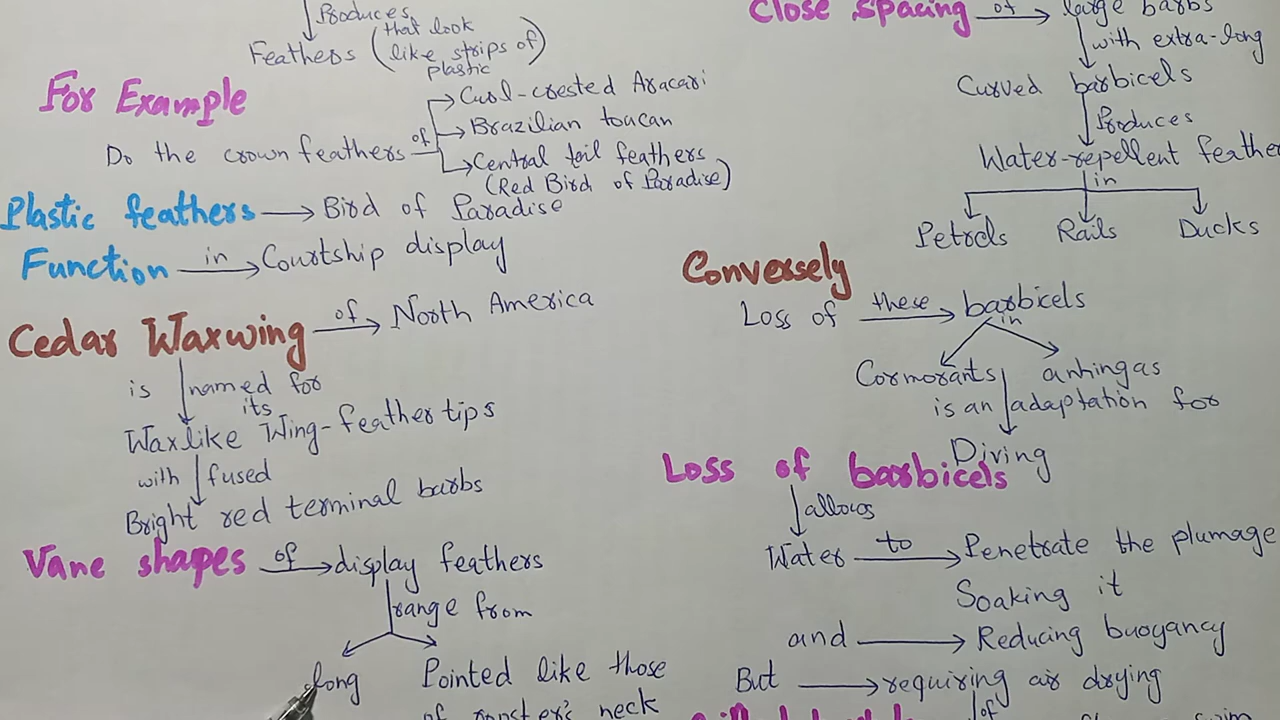 Produces
that look
Feathers (like strips of)
plastic
For Example
Curl-crested Aracari
Do the crown feathers of Brazilian toucan
Central tail feathers
(Red Bird of Paradise)
Plastic feathers → Bird of Paradise
Function in → Courtship display
Cedar Waxwing of → North America
is named for
its
Waxlike Wing-feather tips
with fused
Bright red terminal barbs
Vane shapes of → display feathers
range from
long Pointed like those
of rooster's neck
Close spacing of → large barbs
with extra-long
Curved barbicels
Produces
Water-repellent feathe
in
Petrels Rails Ducks
Conversely
Loss of these → barbicels
in
Cormorants anhingas
is an adaptation for
Diving
Loss of barbicels
allows
Water to → Penetrate the plumage
Soaking it
and → Reducing buoyancy
But → requiring air drying
of